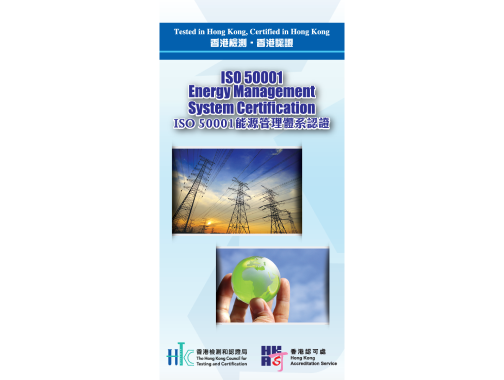 Tested in Hong Kong, Certified in Hong Kong
香港檢測・香港認證
ISO 50001
Energy Management
System Certification
ISO 50001能源管理體系認證
HKTC
香港檢測和認證局
The Hong Kong Council for
Testing and Certification
HKAS
香港認可處
Hong Kong
Accreditation Service